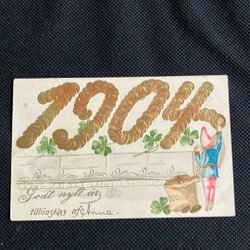 1904
Godt nytt år
tillönskas af Anna.